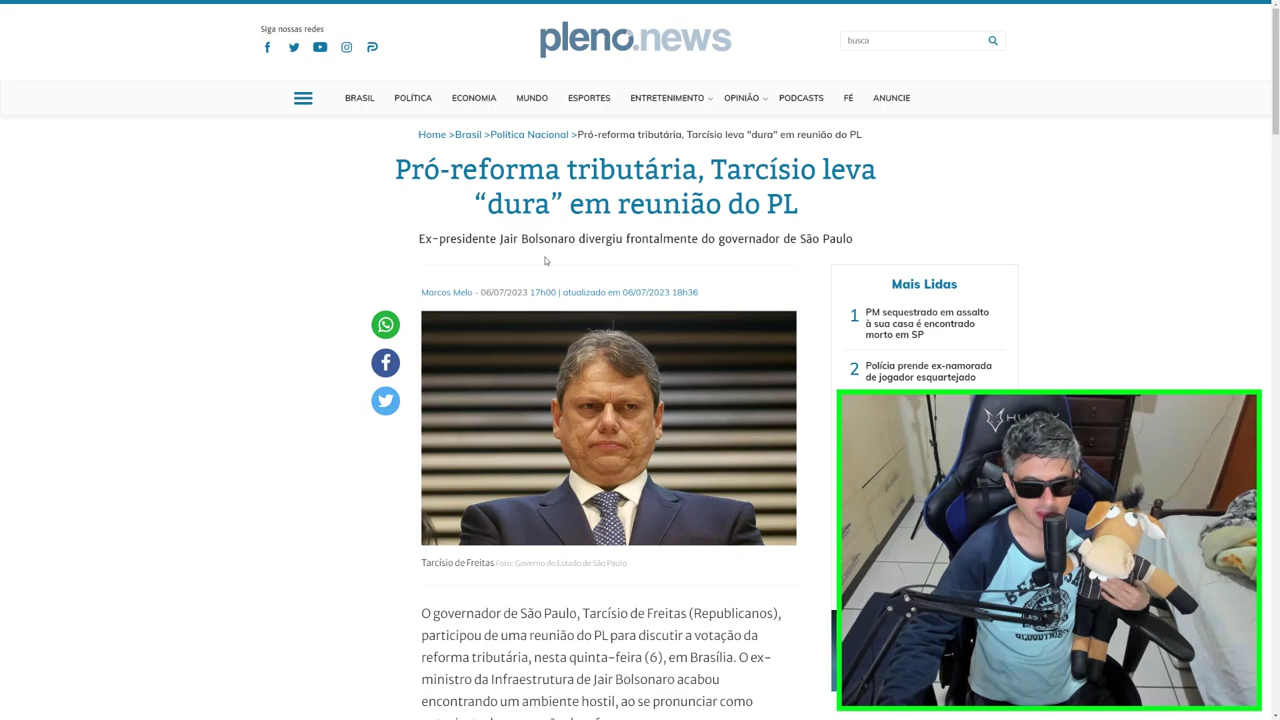 Siga nossas redes
pleno.news
busca
BRASIL
POLÍTICA
ECONOMIA
MUNDO
ESPORTES
ENTRETENIMENTO
OPINIÃO
PODCASTS
FÉ
ANUNCIE
Home >Brasil >Política Nacional >Pró-reforma tributária, Tarcísio leva "dura" em reunião do PL
Pró-reforma tributária, Tarcísio leva
“dura” em reunião do PL
Ex-presidente Jair Bolsonaro divergiu frontalmente do governador de São Paulo
Marcos Melo - 06/07/2023 17h00 | atualizado em 06/07/2023 18h36
Tarcísio de Freitas Foto: Governo do Estado de São Paulo
O governador de São Paulo, Tarcísio de Freitas (Republicanos),
participou de uma reunião do PL para discutir a votação da
reforma tributária, nesta quinta-feira (6), em Brasília. O ex-
ministro da Infraestrutura de Jair Bolsonaro acabou
encontrando um ambiente hostil, ao se pronunciar como
Mais Lidas
1 PM sequestrado em assalto
à sua casa é encontrado
morto em SP
2 Polícia prende ex-namorada
de jogador esquartejado